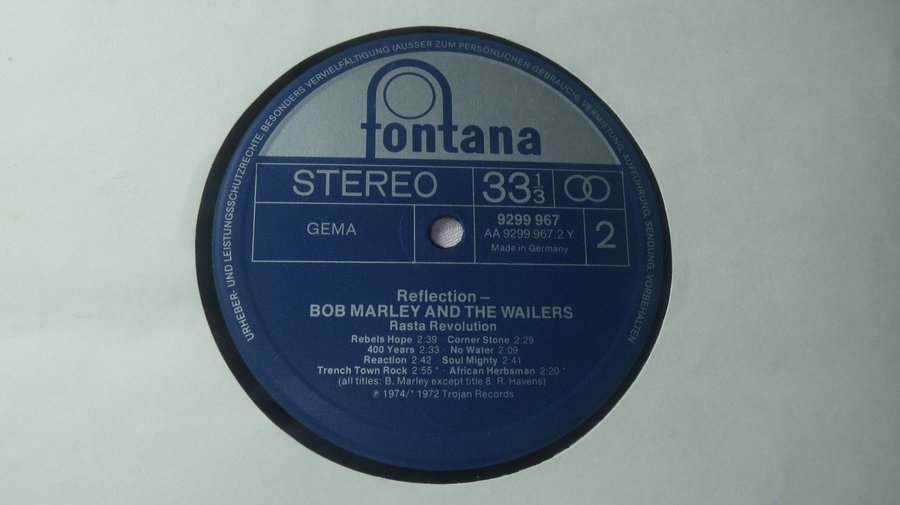 URHEBER- UND LEISTUNGSSCHUTZRECHTE, BESONDERS VERVIELFÄLTIGUNG (AUSSER ZUM PERSÖNLICHEN GEBRAUCH), VERMIETUNG, AUFFÜHRUNG, SENDUNG, VORBEHALTEN
fontana
STEREO
33 1/3
GEMA
9299 967
AA 9299 967.2 Y
Made in Germany
2
Reflection –
BOB MARLEY AND THE WAILERS
Rasta Revolution
Rebels Hope 2:39 · Corner Stone 2:29
400 Years 2:33 · No Water 2:09
Reaction 2:42 · Soul Mighty 2:41
Trench Town Rock 2:55 * · African Herbsman 2:20 *
(all titles: B. Marley except title 8: R. Havens)
℗ 1974/* 1972 Trojan Records